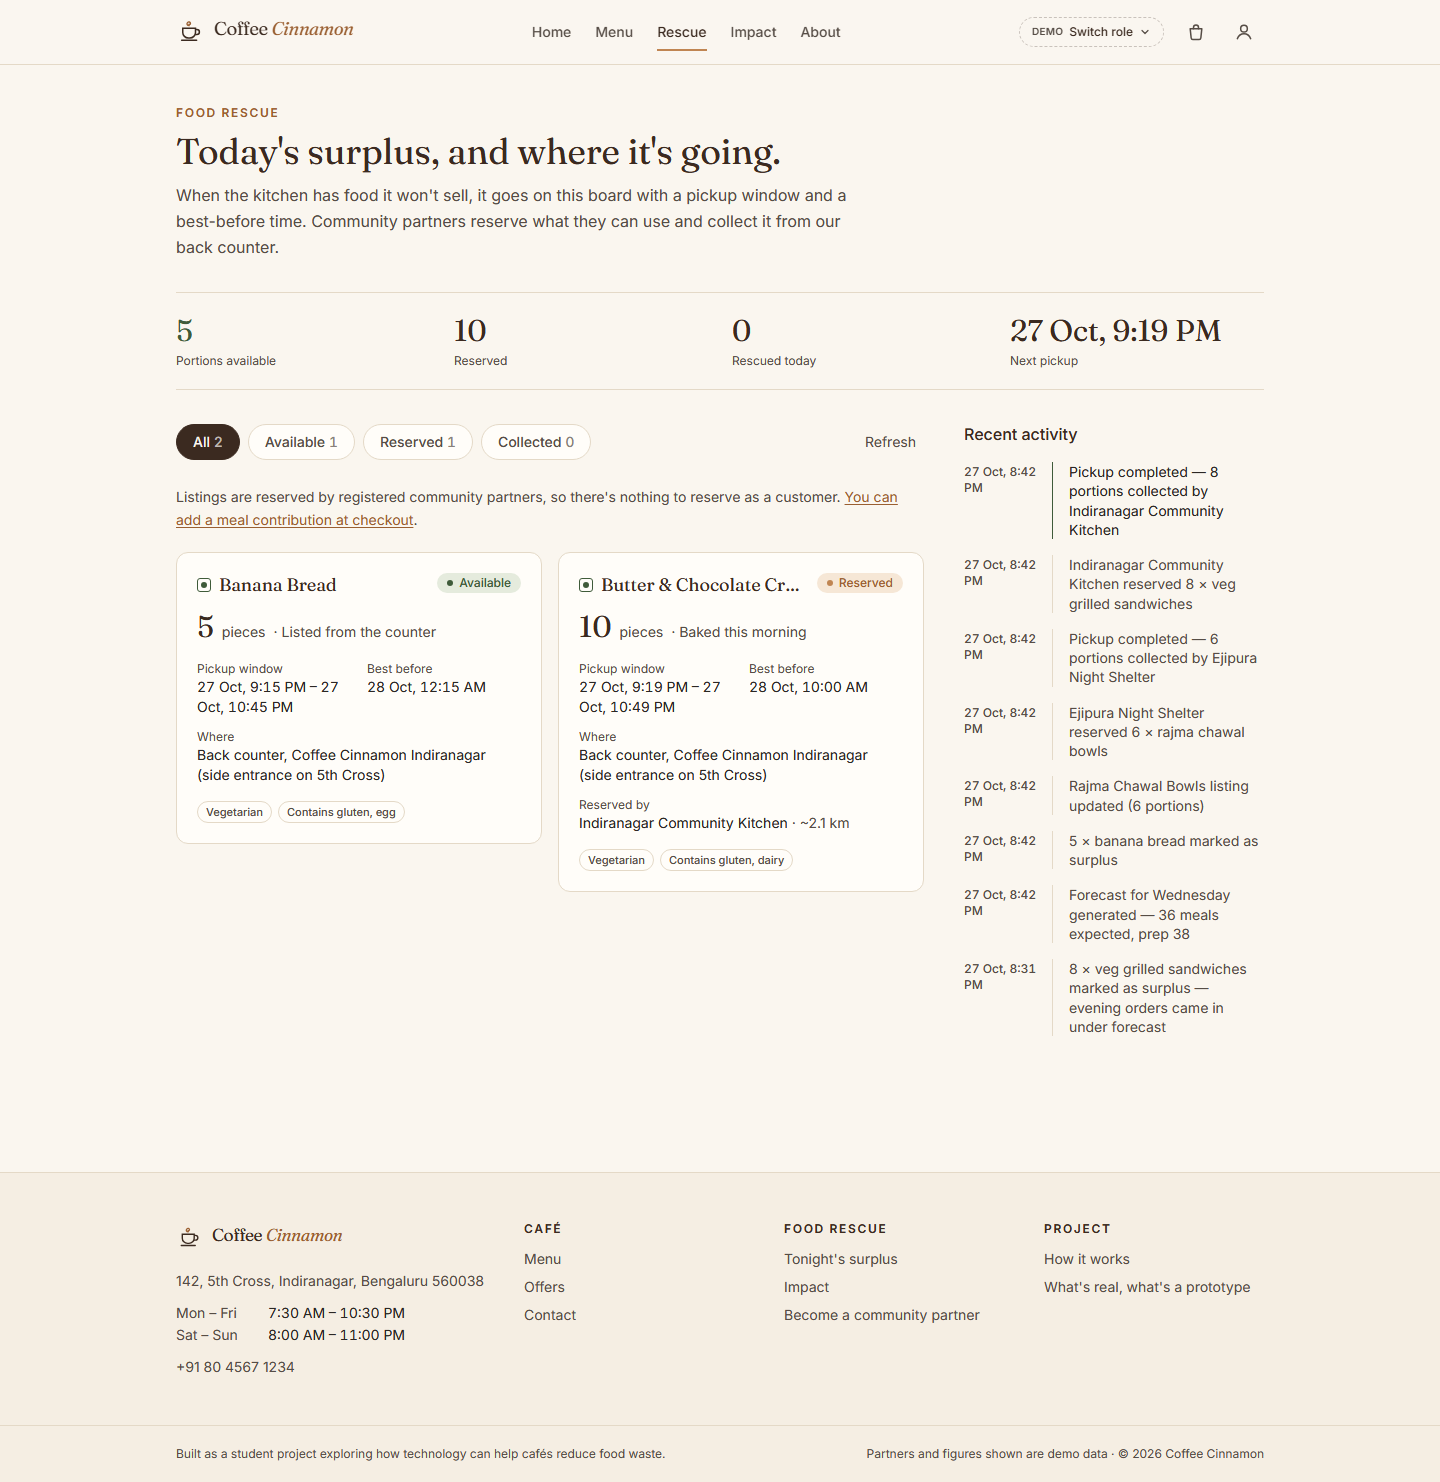 Coffee Cinnamon
Home
Menu
Rescue
Impact
About
DEMO Switch role
FOOD RESCUE
Today's surplus, and where it's going.
When the kitchen has food it won't sell, it goes on this board with a pickup window and a
best-before time. Community partners reserve what they can use and collect it from our
back counter.
5
Portions available
10
Reserved
0
Rescued today
27 Oct, 9:19 PM
Next pickup
All 2
Available 1
Reserved 1
Collected 0
Refresh
Listings are reserved by registered community partners, so there's nothing to reserve as a customer. You can
add a meal contribution at checkout.
Banana Bread
Available
5 pieces · Listed from the counter
Pickup window
27 Oct, 9:15 PM – 27
Oct, 10:45 PM
Best before
28 Oct, 12:15 AM
Where
Back counter, Coffee Cinnamon Indiranagar
(side entrance on 5th Cross)
Vegetarian
Contains gluten, egg
Butter & Chocolate Cr...
Reserved
10 pieces · Baked this morning
Pickup window
27 Oct, 9:19 PM – 27
Oct, 10:49 PM
Best before
28 Oct, 10:00 AM
Where
Back counter, Coffee Cinnamon Indiranagar
(side entrance on 5th Cross)
Reserved by
Indiranagar Community Kitchen · ~2.1 km
Vegetarian
Contains gluten, dairy
Recent activity
27 Oct, 8:42
PM
Pickup completed — 8
portions collected by
Indiranagar Community
Kitchen
27 Oct, 8:42
PM
Indiranagar Community
Kitchen reserved 8 × veg
grilled sandwiches
27 Oct, 8:42
PM
Pickup completed — 6
portions collected by Ejipura
Night Shelter
27 Oct, 8:42
PM
Ejipura Night Shelter
reserved 6 × rajma chawal
bowls
27 Oct, 8:42
PM
Rajma Chawal Bowls listing
updated (6 portions)
27 Oct, 8:42
PM
5 × banana bread marked as
surplus
27 Oct, 8:42
PM
Forecast for Wednesday
generated — 36 meals
expected, prep 38
27 Oct, 8:31
PM
8 × veg grilled sandwiches
marked as surplus —
evening orders came in
under forecast
Coffee Cinnamon
142, 5th Cross, Indiranagar, Bengaluru 560038
Mon – Fri 7:30 AM – 10:30 PM
Sat – Sun 8:00 AM – 11:00 PM
+91 80 4567 1234
CAFÉ
Menu
Offers
Contact
FOOD RESCUE
Tonight's surplus
Impact
Become a community partner
PROJECT
How it works
What's real, what's a prototype
Built as a student project exploring how technology can help cafés reduce food waste.
Partners and figures shown are demo data · © 2026 Coffee Cinnamon